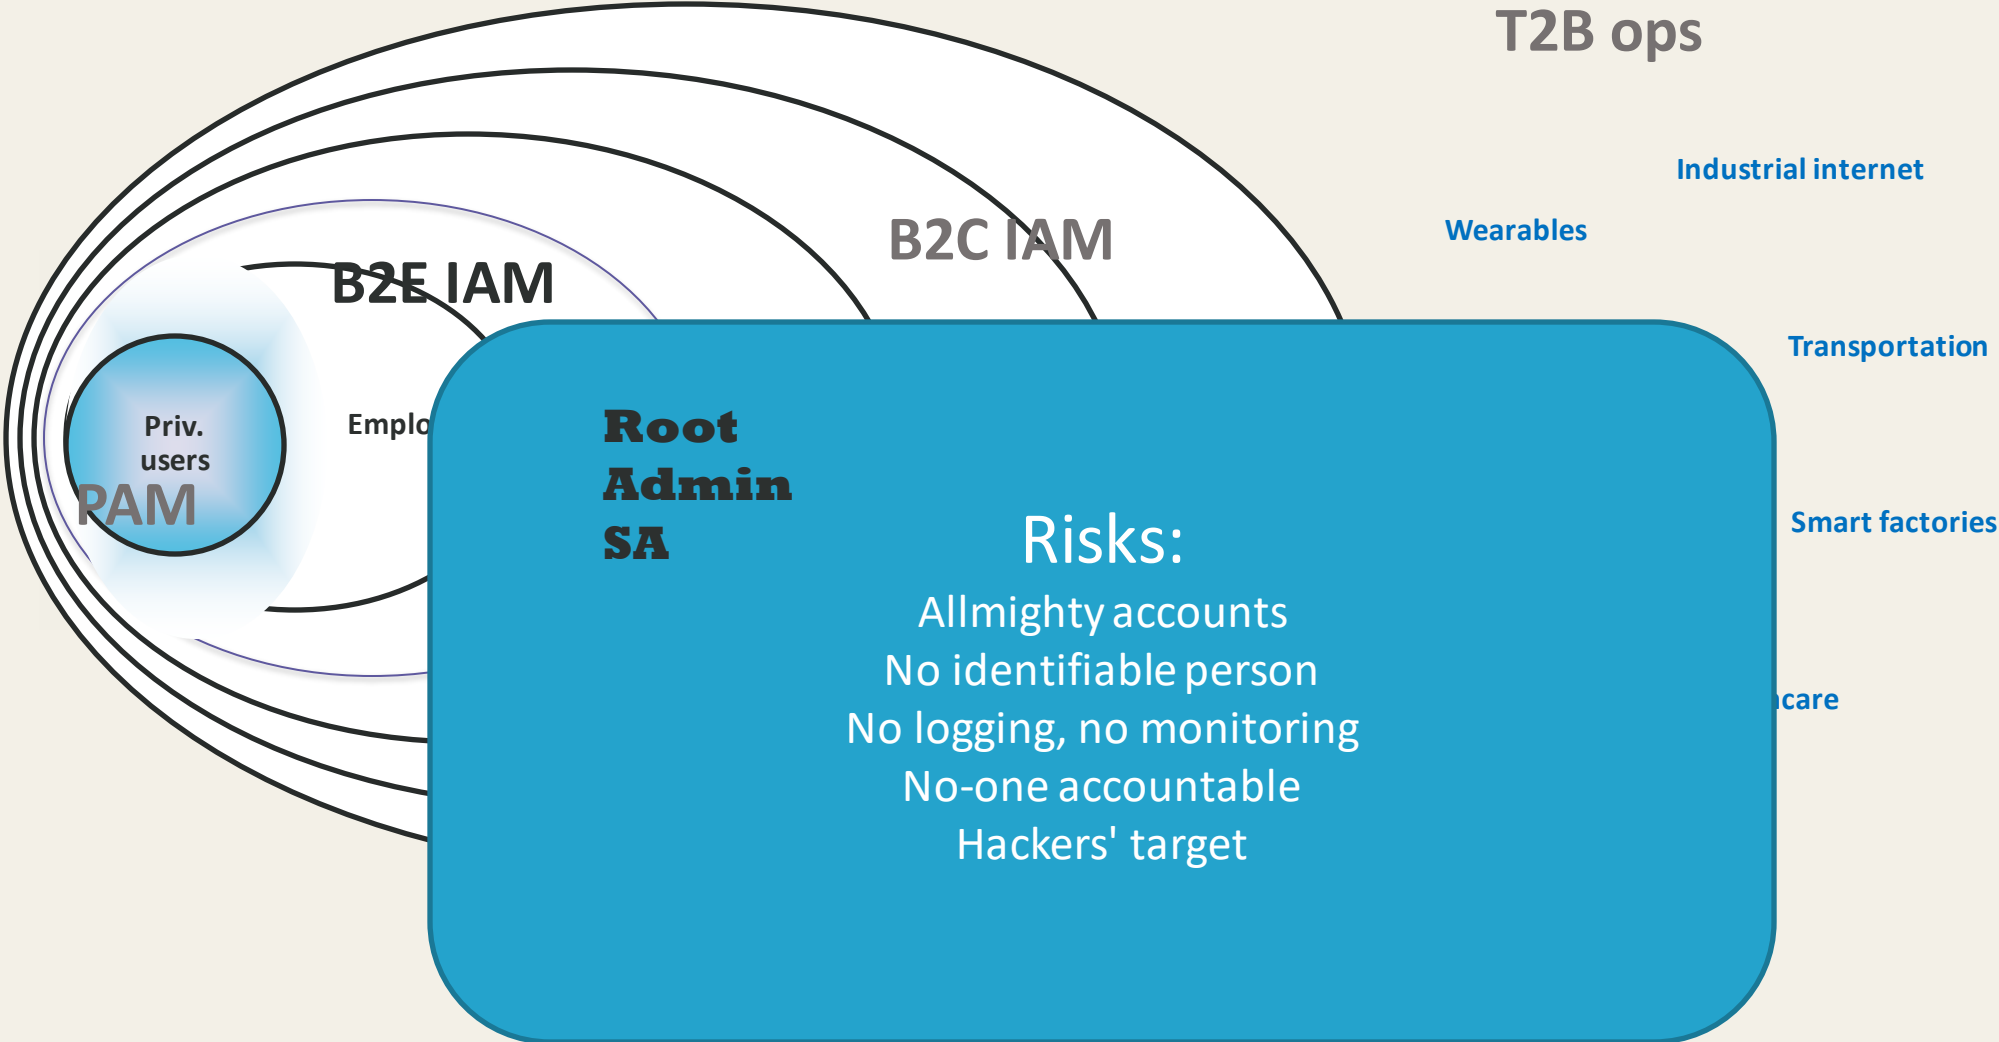 T2B ops
Industrial internet
Wearables
B2C IAM
B2E IAM
Transportation
Priv.
users
PAM
Root
Admin
SA
Smart factories
Risks:
Allmighty accounts
No identifiable person
No logging, no monitoring
No-one accountable
Hackers' target